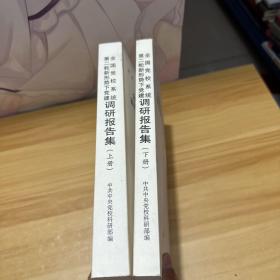 全国党校系统
第二轮新形势下党建
调研报告集
(上册)
中共中央党校科研部编
全国党校系统
第二轮新形势下党建
调研报告集
(下册)
中共中央党校科研部编